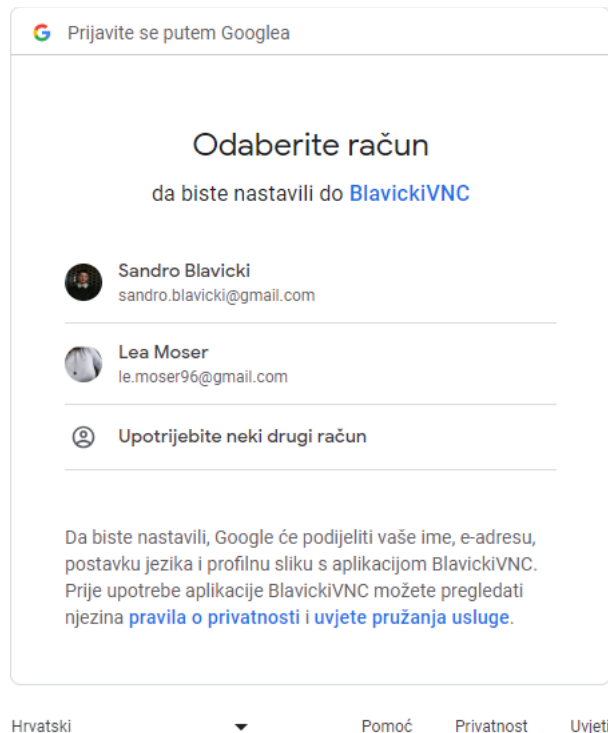 Prijavite se putem Googlea
Odaberite račun
da biste nastavili do BlavickiVNC
Sandro Blavicki
sandro.blavicki@gmail.com
Lea Moser
le.moser96@gmail.com
Upotrijebite neki drugi račun
Da biste nastavili, Google će podijeliti vaše ime, e-adresu,
postavku jezika i profilnu sliku s aplikacijom BlavickiVNC.
Prije upotrebe aplikacije BlavickiVNC možete pregledati
njezina pravila o privatnosti i uvjete pružanja usluge.
Hrvatski Pomoć Privatnost Uvjeti